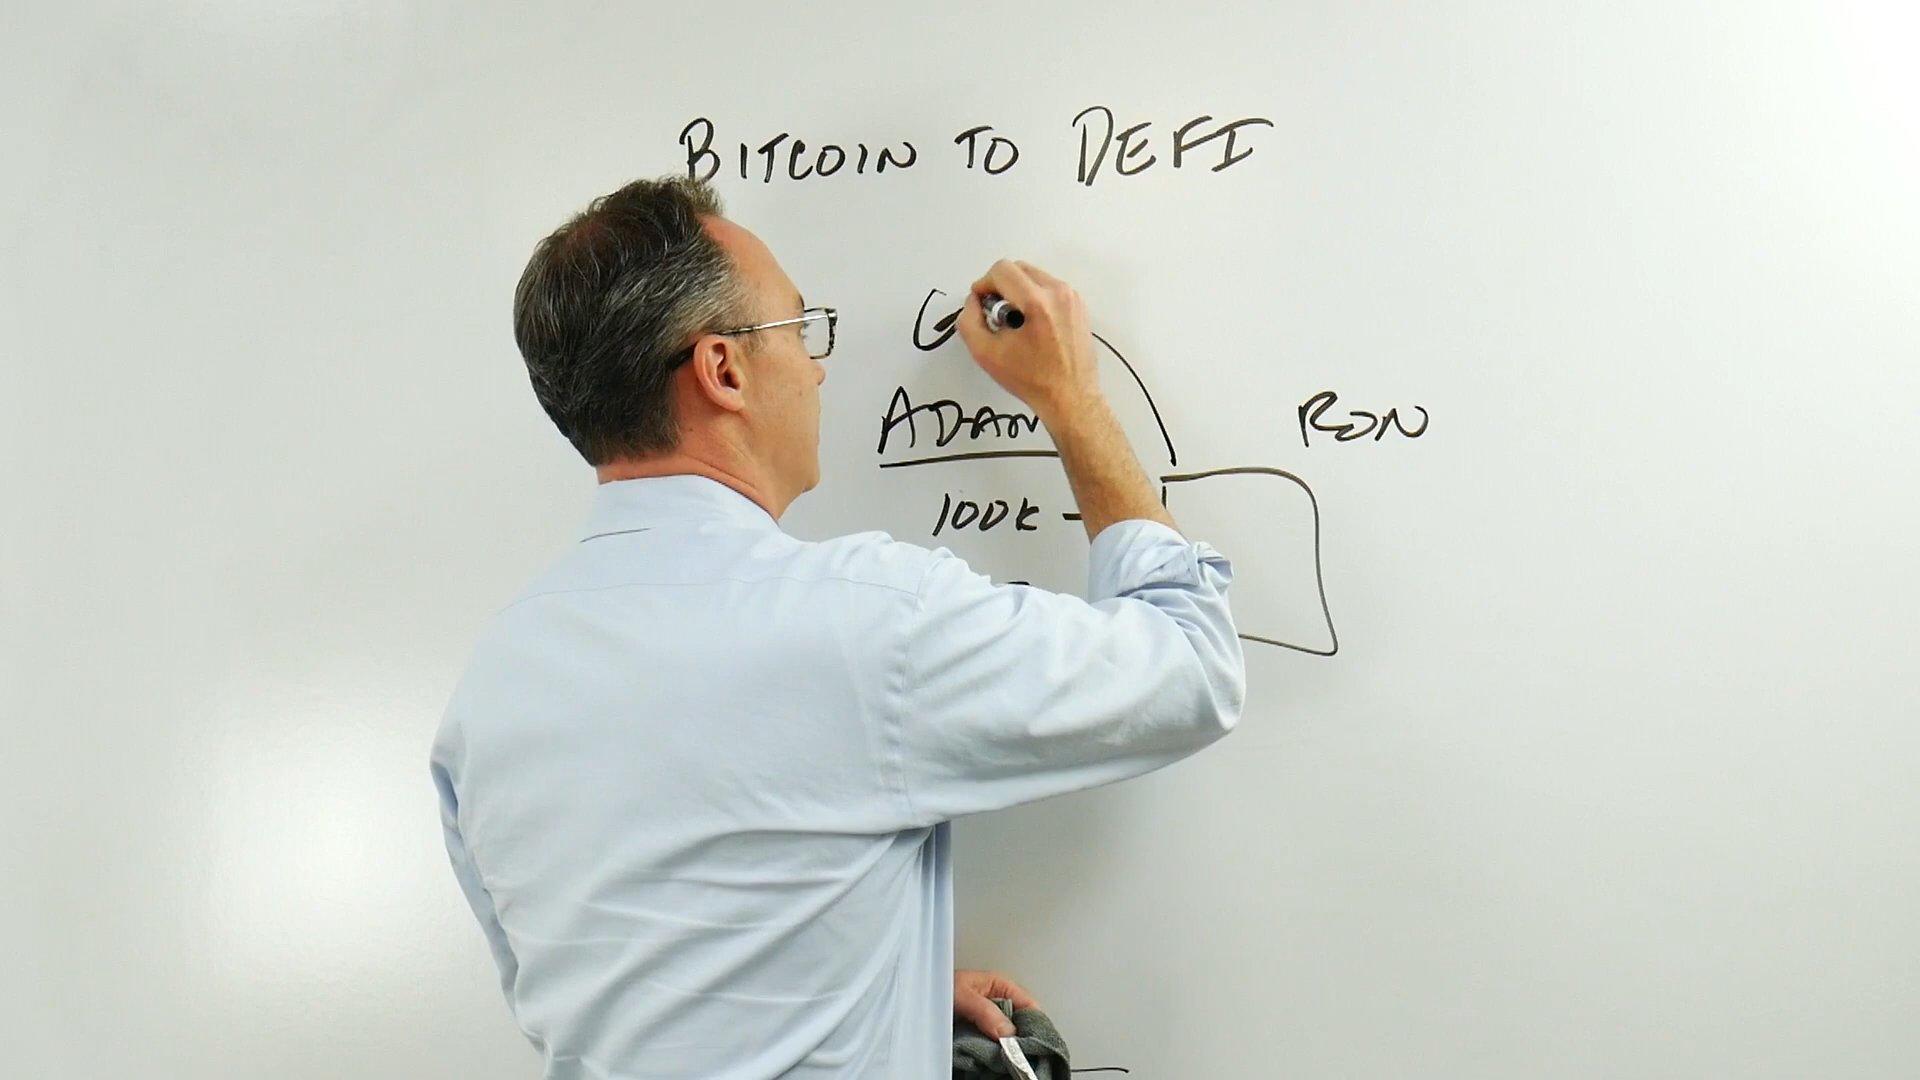 BITCOIN TO DEFI
G
ADAM
RON
100K -